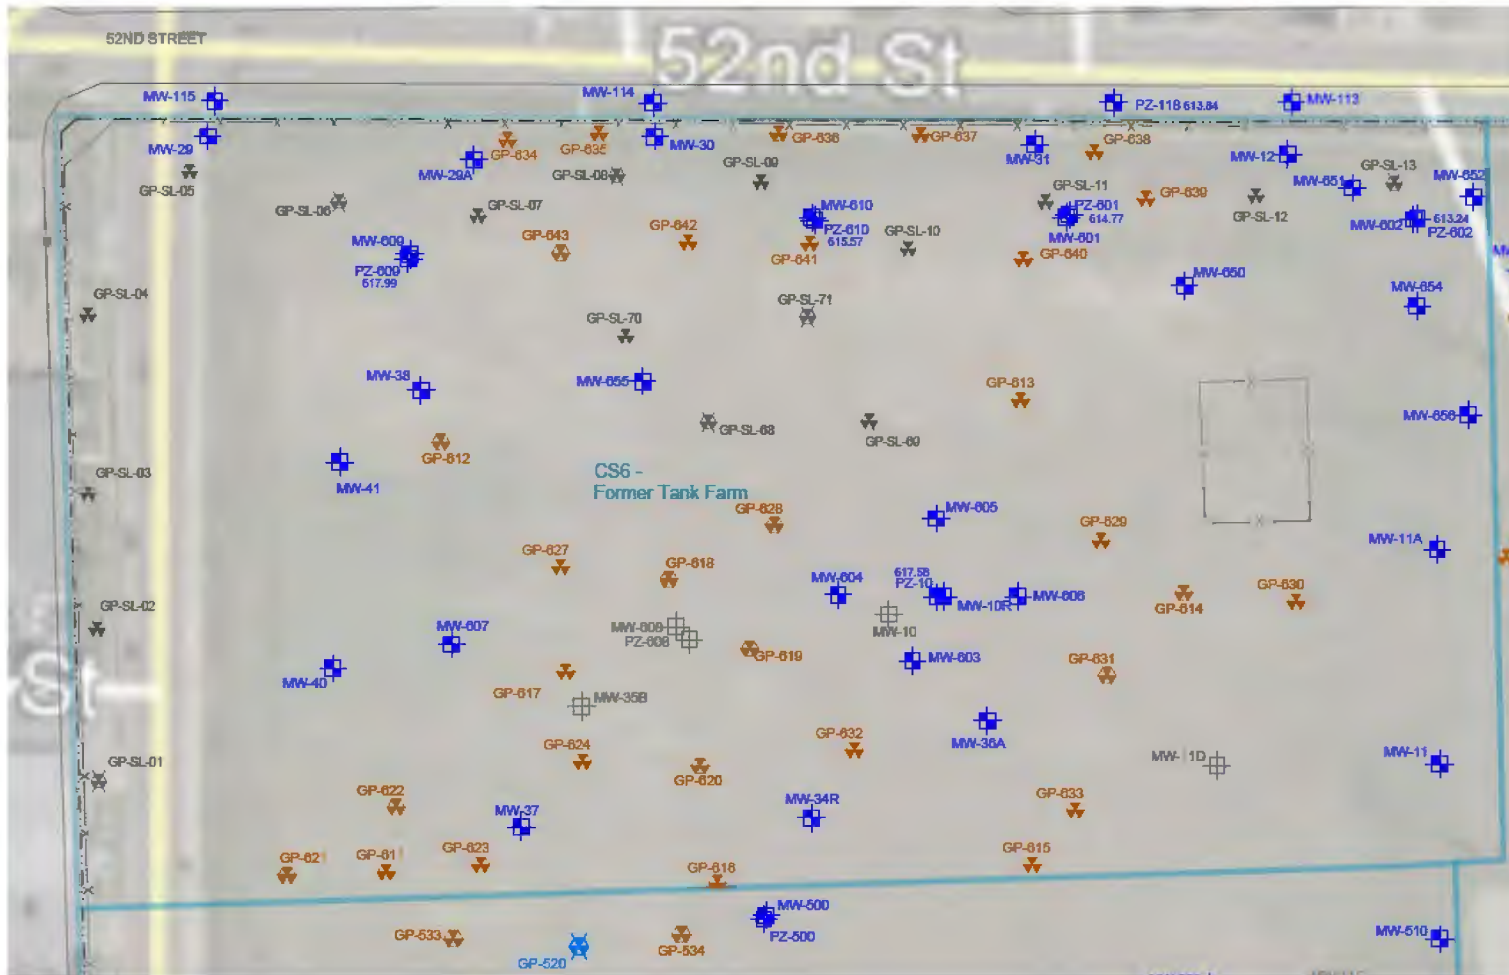 52ND STREET
52nd St
MW-115
MW-114
PZ-118 613.84
MW-113
MW-29
GP-634
GP-635
MW-30
GP-636
GP-637
MW-31
GP-638
MW-12
GP-SL-13
MW-29A
GP-SL-05
GP-SL-08
GP-SL-09
GP-SL-11
MW-651
MW-652
GP-SL-06
GP-SL-07
MW-610
PZ-610
615.57
PZ-601
614.77
MW-601
GP-639
GP-SL-12
MW-602
613.24
PZ-602
MW-609
PZ-609
617.99
GP-643
GP-642
GP-641
GP-SL-10
GP-640
MW-650
MW-654
GP-SL-04
GP-SL-71
GP-SL-70
MW-38
MW-655
GP-613
MW-656
GP-SL-68
GP-SL-69
GP-612
MW-41
GP-SL-03
CS6 -
Former Tank Farm
GP-628
MW-605
GP-629
MW-11A
GP-627
GP-618
MW-604
617.58
PZ-10
MW-10R
MW-606
GP-614
GP-630
GP-SL-02
MW-607
MW-608
PZ-608
MW-10
St
MW-40
GP-619
MW-603
GP-631
GP-617
MW-35B
GP-624
GP-632
MW-36A
MW-11
GP-SL-01
GP-620
GP-622
MW-37
MW-34R
GP-633
GP-621
GP-611
GP-623
GP-616
GP-615
MW-500
PZ-500
GP-533
GP-520
GP-534
MW-510